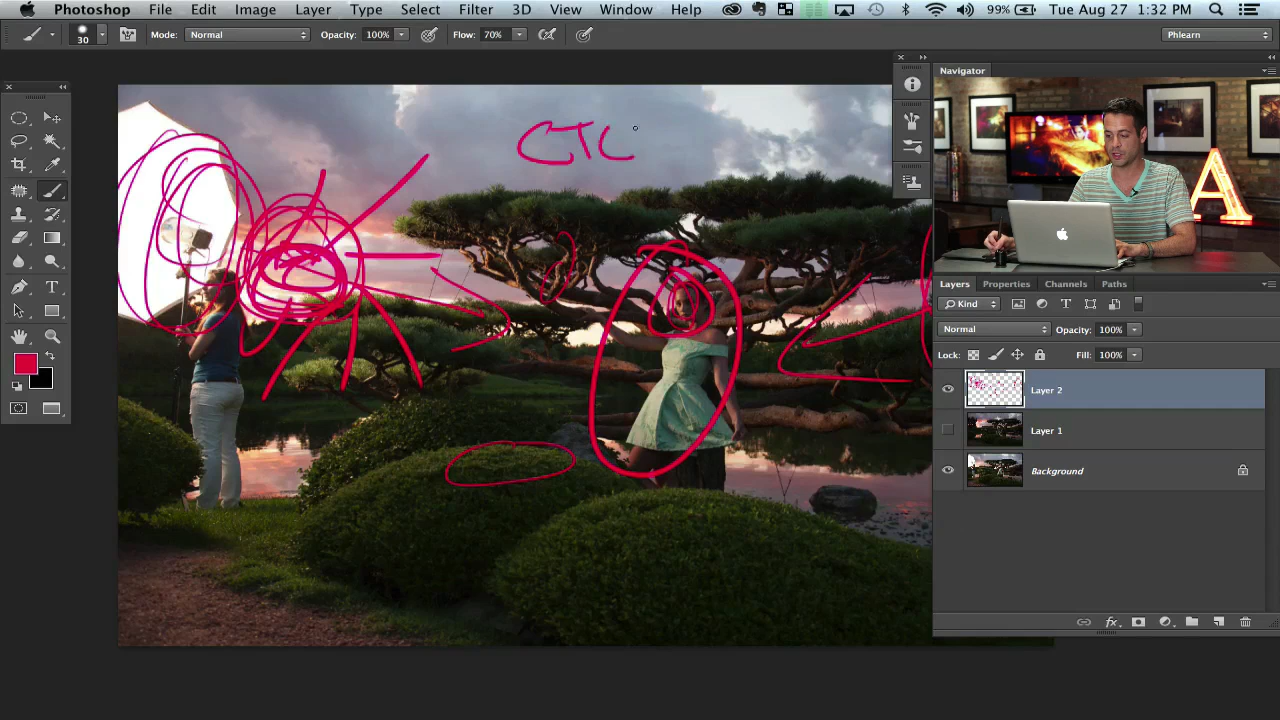 Photoshop File Edit Image Layer Type Select Filter 3D View Window Help 99% Tue Aug 27 1:32 PM
30 Mode: Normal Opacity: 100% Flow: 70% Phlearn
Navigator
CTC
A
Layers Properties Channels Paths
Kind
Normal Opacity: 100%
Lock: Fill: 100%
Layer 2
Layer 1
Background